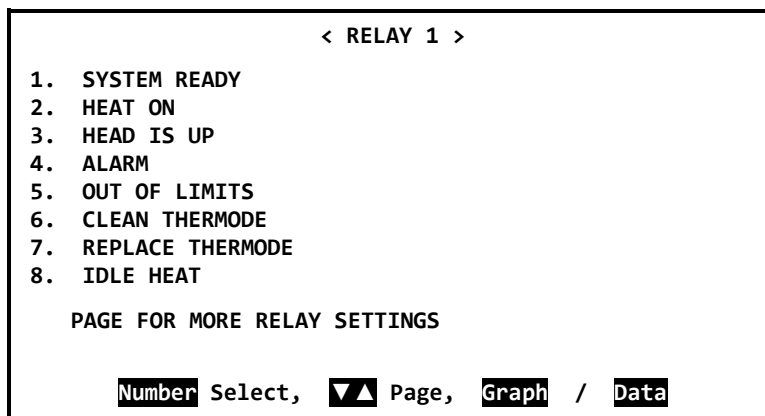 < RELAY 1 >
1. SYSTEM READY
2. HEAT ON
3. HEAD IS UP
4. ALARM
5. OUT OF LIMITS
6. CLEAN THERMODE
7. REPLACE THERMODE
8. IDLE HEAT
PAGE FOR MORE RELAY SETTINGS
Number Select, ▼▲ Page, Graph / Data